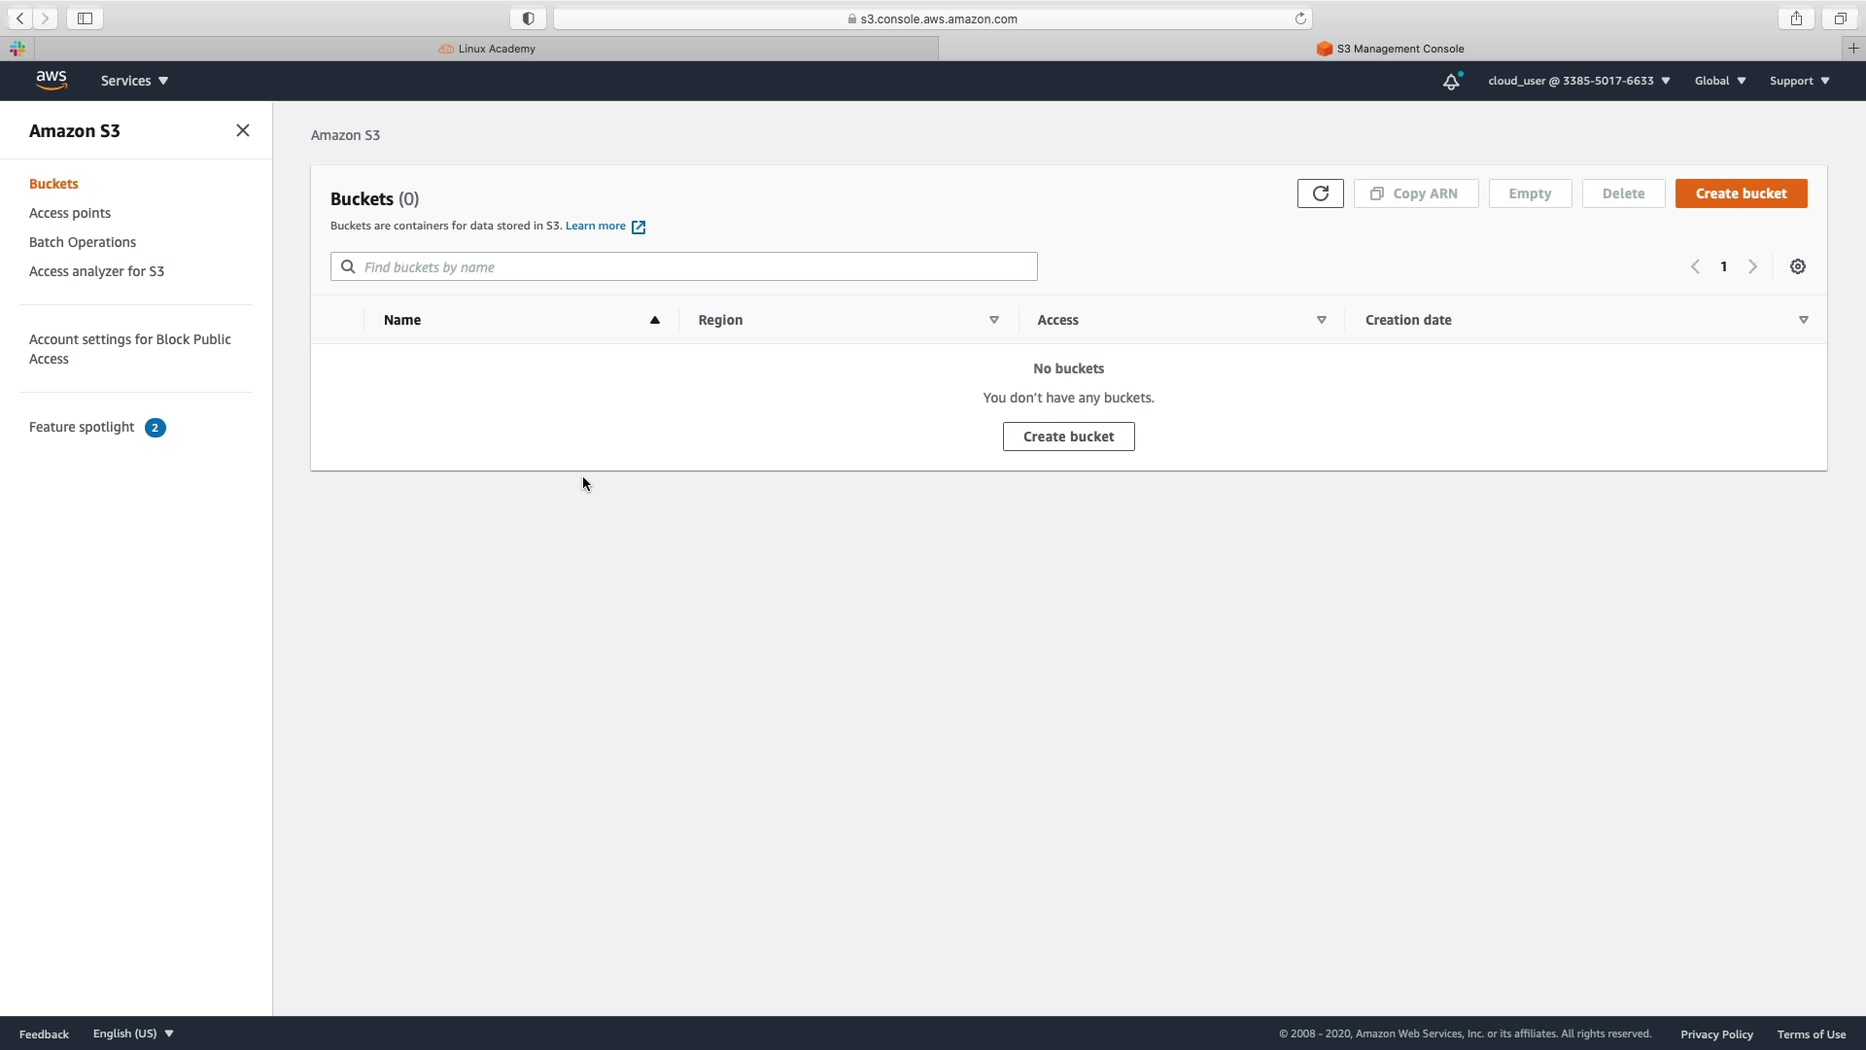 s3.console.aws.amazon.com
Linux Academy
S3 Management Console
aws
Services
cloud_user @ 3385-5017-6633
Global
Support
Amazon S3
Buckets
Access points
Batch Operations
Access analyzer for S3
Account settings for Block Public
Access
Feature spotlight 2
Amazon S3
Buckets (0)
Copy ARN
Empty
Delete
Create bucket
Buckets are containers for data stored in S3. Learn more
Find buckets by name
1
Name
Region
Access
Creation date
No buckets
You don't have any buckets.
Create bucket
Feedback
English (US)
© 2008 - 2020, Amazon Web Services, Inc. or its affiliates. All rights reserved.
Privacy Policy
Terms of Use